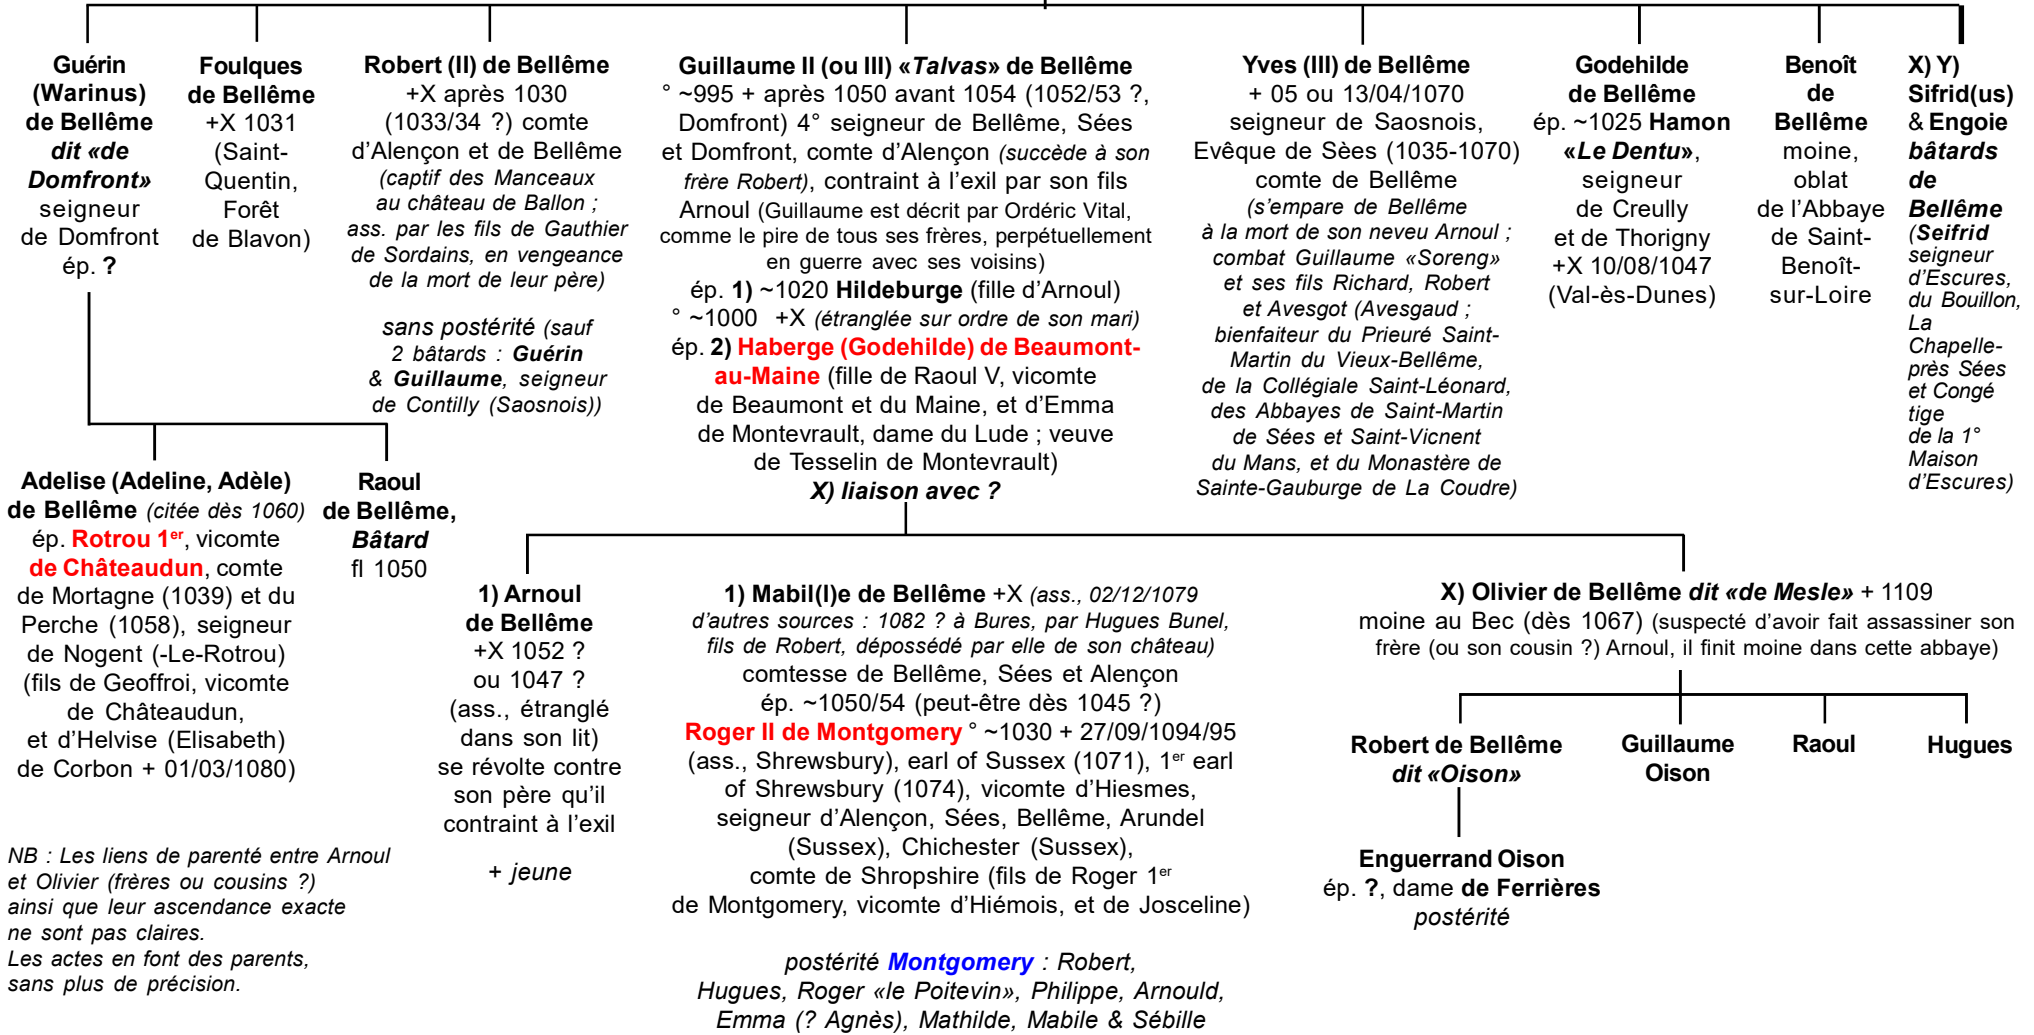 Guérin
(Warinus)
de Bellême
dit «de
Domfront»
seigneur
de Domfront
ép. ?
Foulques
de Bellême
+X 1031
(Saint-
Quentin,
Forêt
de Blavon)
Robert (II) de Bellême
+X après 1030
(1033/34 ?) comte
d'Alençon et de Bellême
(captif des Manceaux
au château de Ballon ;
ass. par les fils de Gauthier
de Sordains, en vengeance
de la mort de leur père)
sans postérité (sauf
2 bâtards : Guérin
& Guillaume, seigneur
de Contilly (Saosnois))
Guillaume II (ou III) «Talvas» de Bellême
° ~995 + après 1050 avant 1054 (1052/53 ?,
Domfront) 4° seigneur de Bellême, Sées
et Domfront, comte d'Alençon (succède à son
frère Robert), contraint à l'exil par son fils
Arnoul (Guillaume est décrit par Ordéric Vital,
comme le pire de tous ses frères, perpétuellement
en guerre avec ses voisins)
ép. 1) ~1020 Hildeburge (fille d'Arnoul)
° ~1000 +X (étranglée sur ordre de son mari)
ép. 2) Haberge (Godehilde) de Beaumont-
au-Maine (fille de Raoul V, vicomte
de Beaumont et du Maine, et d'Emma
de Montevrault, dame du Lude ; veuve
de Tesselin de Montevrault)
X) liaison avec ?
Yves (III) de Bellême
+ 05 ou 13/04/1070
seigneur de Saosnois,
Evêque de Sèes (1035-1070)
comte de Bellême
(s'empare de Bellême
à la mort de son neveu Arnoul ;
combat Guillaume «Soreng»
et ses fils Richard, Robert
et Avesgot (Avesgaud ;
bienfaiteur du Prieuré Saint-
Martin du Vieux-Bellême,
de la Collégiale Saint-Léonard,
des Abbayes de Saint-Martin
de Sées et Saint-Vicnent
du Mans, et du Monastère de
Sainte-Gauburge de La Coudre)
Godehilde
de Bellême
ép. ~1025 Hamon
«Le Dentu»,
seigneur
de Creully
et de Thorigny
+X 10/08/1047
(Val-ès-Dunes)
Benoît
de
Bellême
moine,
oblat
de l'Abbaye
de Saint-
Benoît-
sur-Loire
X) Y)
Sifrid(us)
& Engoie
bâtards
de
Bellême
(Seifrid
seigneur
d'Escures,
du Bouillon,
La
Chapelle-
près Sées
et Congé
tige
de la 1°
Maison
d'Escures)
Adelise (Adeline, Adèle)
de Bellême (citée dès 1060)
ép. Rotrou 1er, vicomte
de Châteaudun, comte
de Mortagne (1039) et du
Perche (1058), seigneur
de Nogent (-Le-Rotrou)
(fils de Geoffroi, vicomte
de Châteaudun,
et d'Helvise (Elisabeth)
de Corbon + 01/03/1080)
Raoul
de Bellême,
Bâtard
fl 1050
1) Arnoul
de Bellême
+X 1052 ?
ou 1047 ?
(ass., étranglé
dans son lit)
se révolte contre
son père qu'il
contraint à l'exil
+ jeune
1) Mabil(l)e de Bellême +X (ass., 02/12/1079
d'autres sources : 1082 ? à Bures, par Hugues Bunel,
fils de Robert, dépossédé par elle de son château)
comtesse de Bellême, Sées et Alençon
ép. ~1050/54 (peut-être dès 1045 ?)
Roger II de Montgomery ° ~1030 + 27/09/1094/95
(ass., Shrewsbury), earl of Sussex (1071), 1er earl
of Shrewsbury (1074), vicomte d'Hiesmes,
seigneur d'Alençon, Sées, Bellême, Arundel
(Sussex), Chichester (Sussex),
comte de Shropshire (fils de Roger 1er
de Montgomery, vicomte d'Hiémois, et de Josceline)
postérité Montgomery : Robert,
Hugues, Roger «le Poitevin», Philippe, Arnould,
Emma (? Agnès), Mathilde, Mabile & Sébille
X) Olivier de Bellême dit «de Mesle» + 1109
moine au Bec (dès 1067) (suspecté d'avoir fait assassiner son
frère (ou son cousin ?) Arnoul, il finit moine dans cette abbaye)
Robert de Bellême
dit «Oison»
Guillaume
Oison
Raoul
Hugues
Enguerrand Oison
ép. ?, dame de Ferrières
postérité
NB : Les liens de parenté entre Arnoul
et Olivier (frères ou cousins ?)
ainsi que leur ascendance exacte
ne sont pas claires.
Les actes en font des parents,
sans plus de précision.